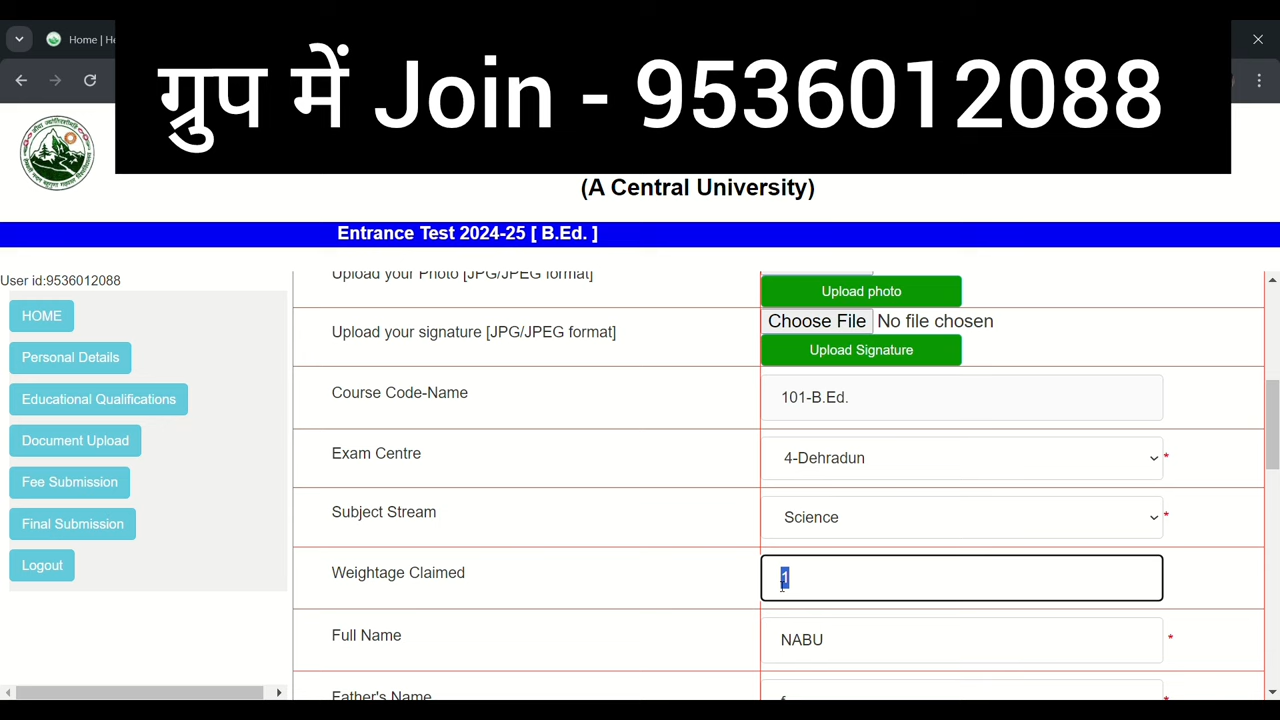 Home | He
ग्रुप में Join - 9536012088
(A Central University)
Entrance Test 2024-25 [ B.Ed. ]
User id:9536012088
HOME
Personal Details
Educational Qualifications
Document Upload
Fee Submission
Final Submission
Logout
Upload your Photo [JPG/JPEG format]
Upload photo
Upload your signature [JPG/JPEG format]
Choose File No file chosen
Upload Signature
Course Code-Name
101-B.Ed.
Exam Centre
4-Dehradun *
Subject Stream
Science *
Weightage Claimed
1
Full Name
NABU *
Father's Name